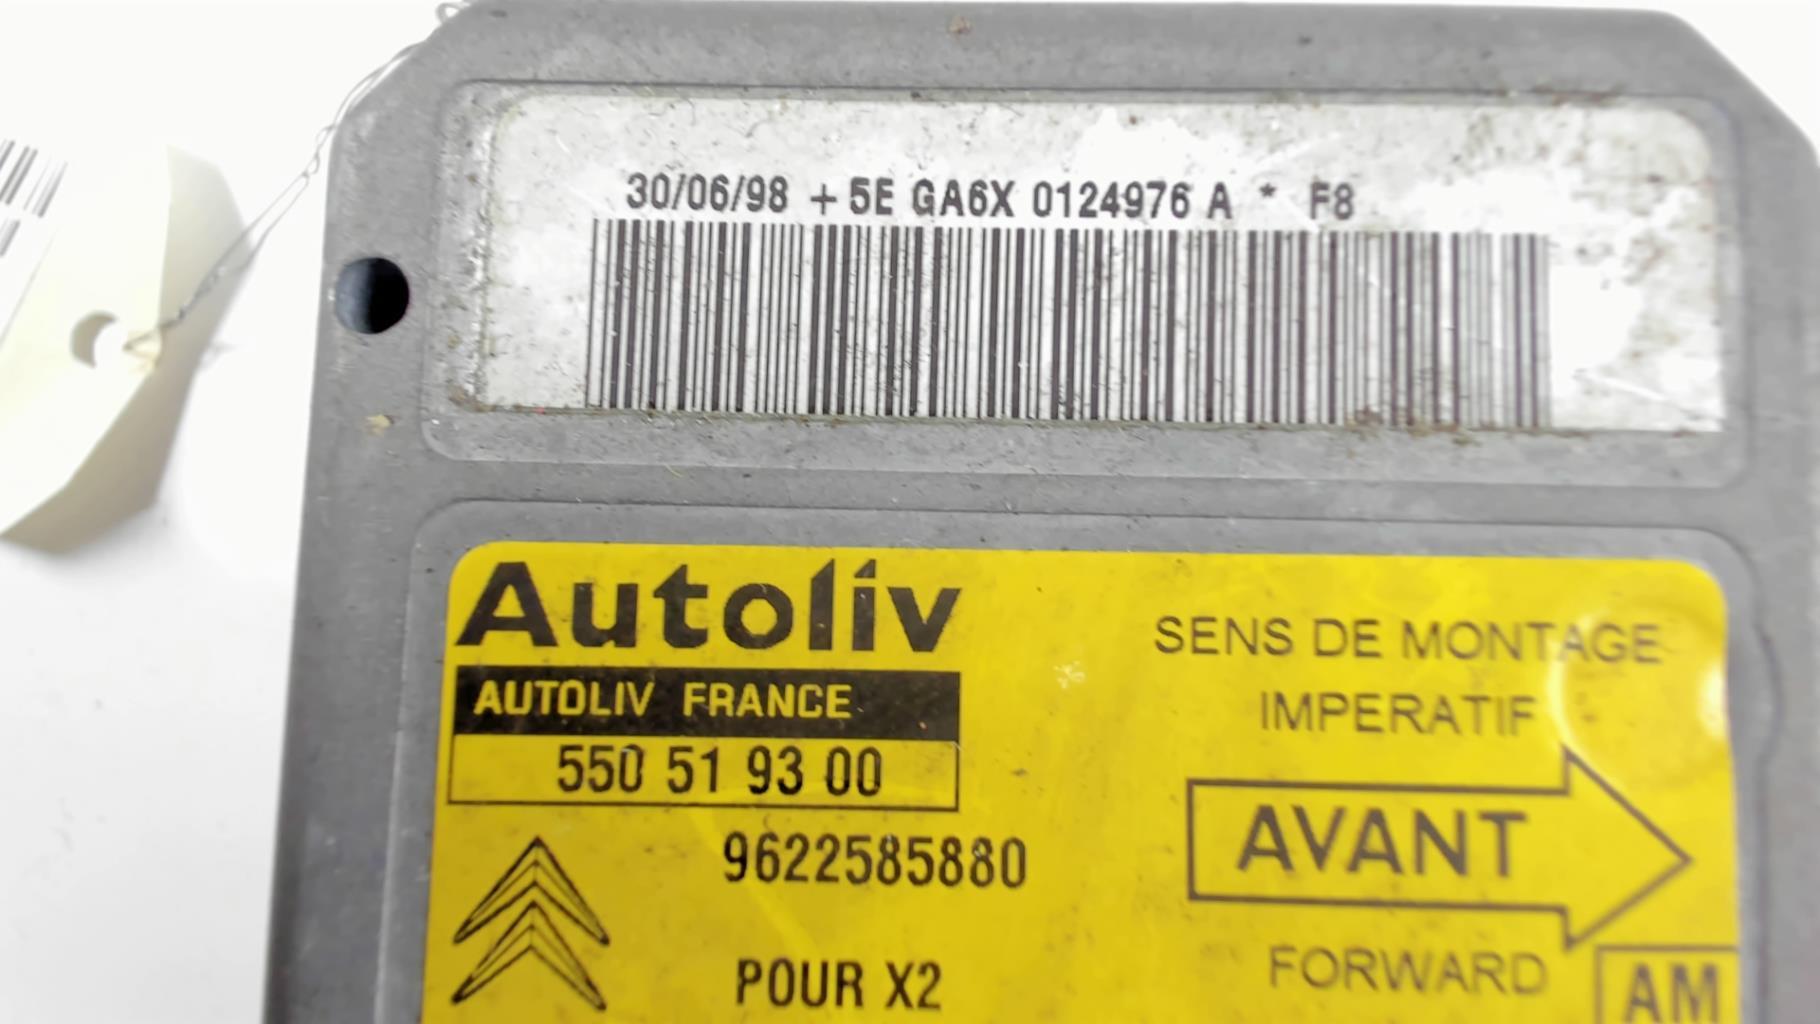 30/06/98 + 5E GA6X 0124976 A * F8
Autoliv
AUTOLIV FRANCE
550 51 93 00
9622585880
POUR X2
SENS DE MONTAGE
IMPERATIF
AVANT
FORWARD
AM